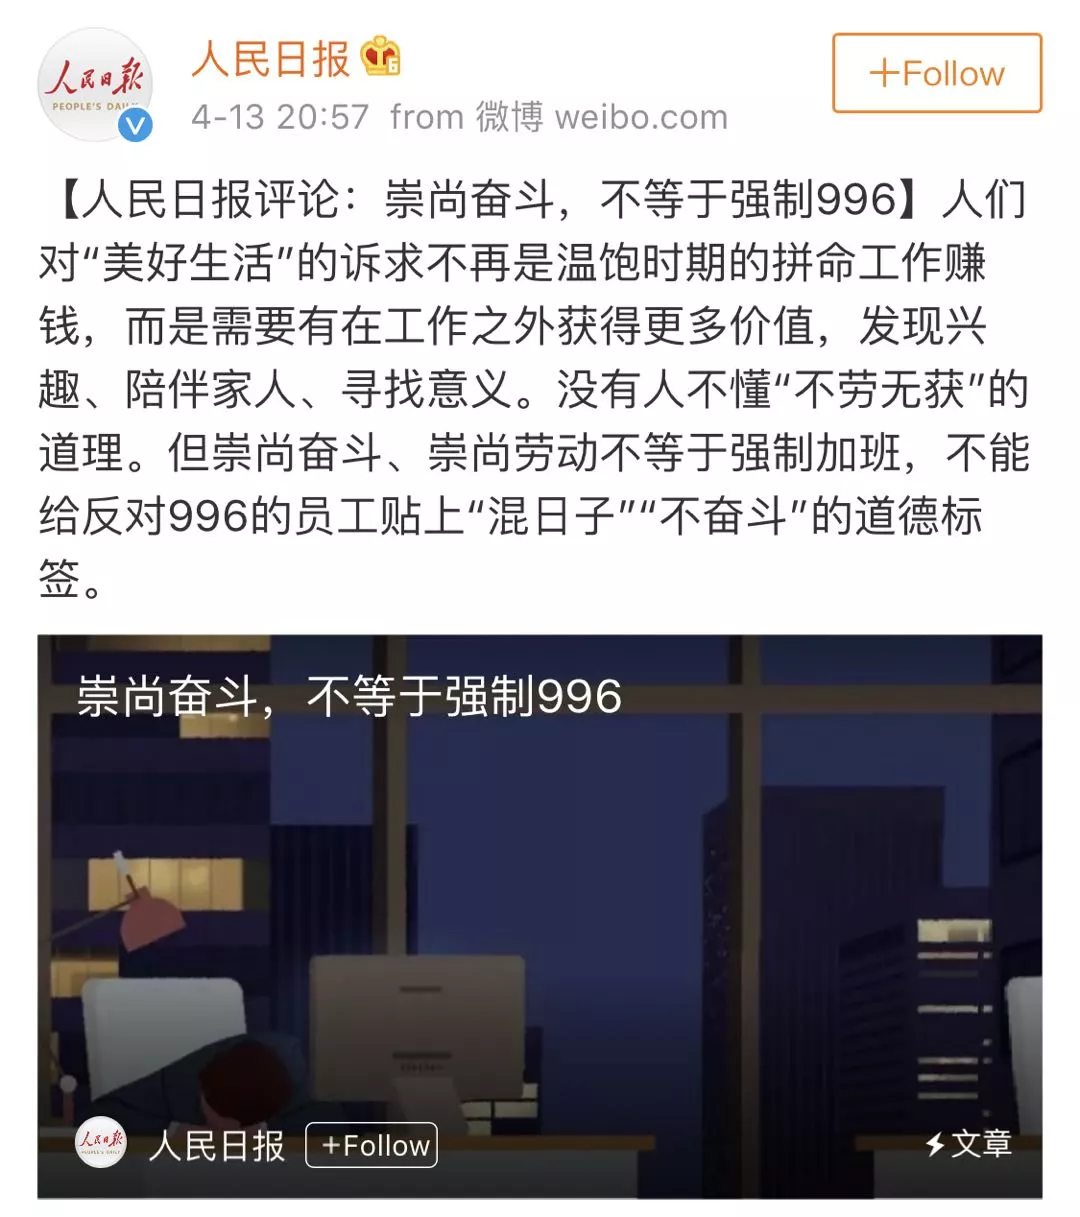 人民日报
PEOPLE'S DAILY
人民日报
6
+Follow
4-13 20:57 from 微博 weibo.com
【人民日报评论：崇尚奋斗，不等于强制996】人们
对“美好生活”的诉求不再是温饱时期的拼命工作赚
钱，而是需要有在工作之外获得更多价值，发现兴
趣、陪伴家人、寻找意义。没有人不懂“不劳无获”的
道理。但崇尚奋斗、崇尚劳动不等于强制加班，不能
给反对996的员工贴上“混日子”“不奋斗”的道德标
签。
崇尚奋斗，不等于强制996
人民日报
PEOPLE'S DAILY
人民日报
+Follow
文章